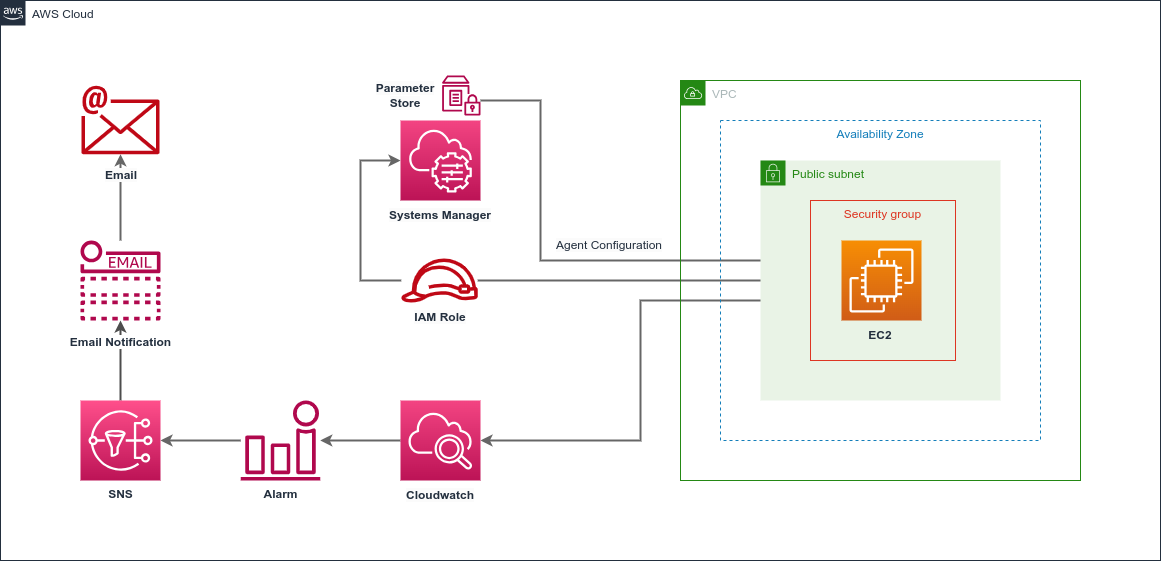 aws
AWS Cloud
Parameter
Store
VPC
@
Availability Zone
Email
Public subnet
Systems Manager
Security group
Agent Configuration
EMAIL
IAM Role
EC2
Email Notification
SNS
Alarm
Cloudwatch